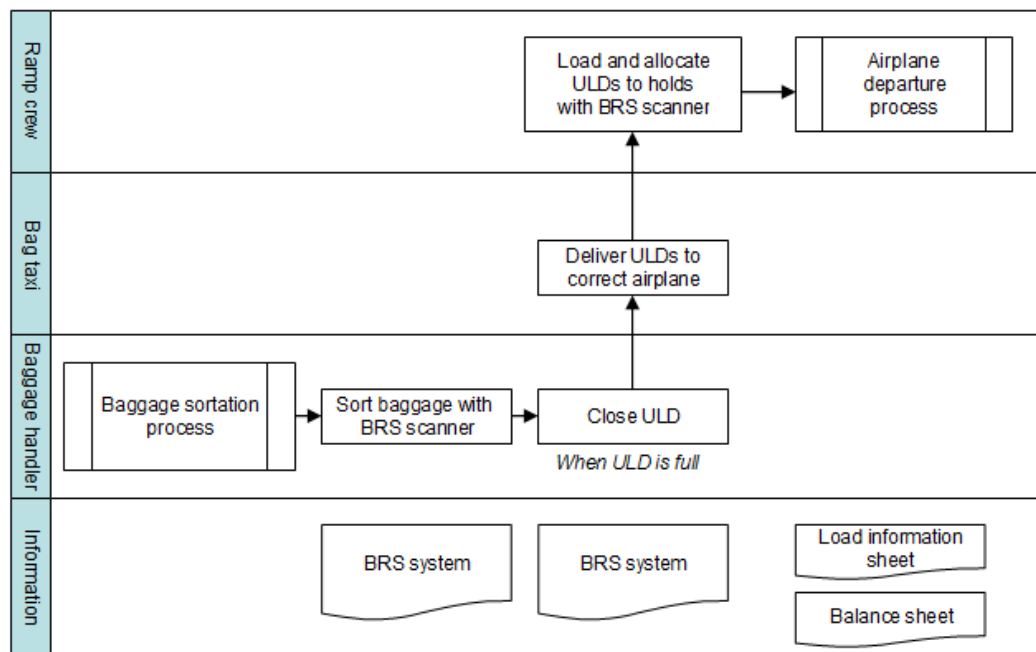 Ramp crew
Load and allocate
ULDs to holds
with BRS scanner
Airplane
departure
process
Bag taxi
Deliver ULDs to
correct airplane
Baggage handler
Baggage sortation
process
Sort baggage with
BRS scanner
Close ULD
When ULD is full
Information
BRS system
BRS system
Load information
sheet
Balance sheet